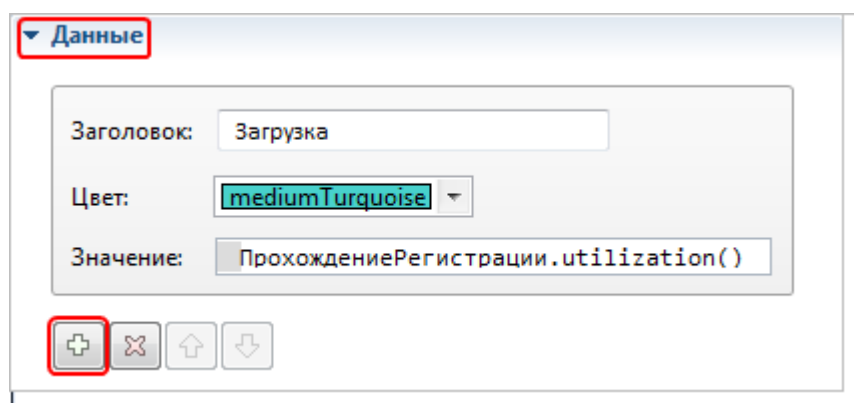 Данные
Заголовок: Загрузка
Цвет: mediumTurquoise
Значение: ПрохождениеРегистрации.utilization()